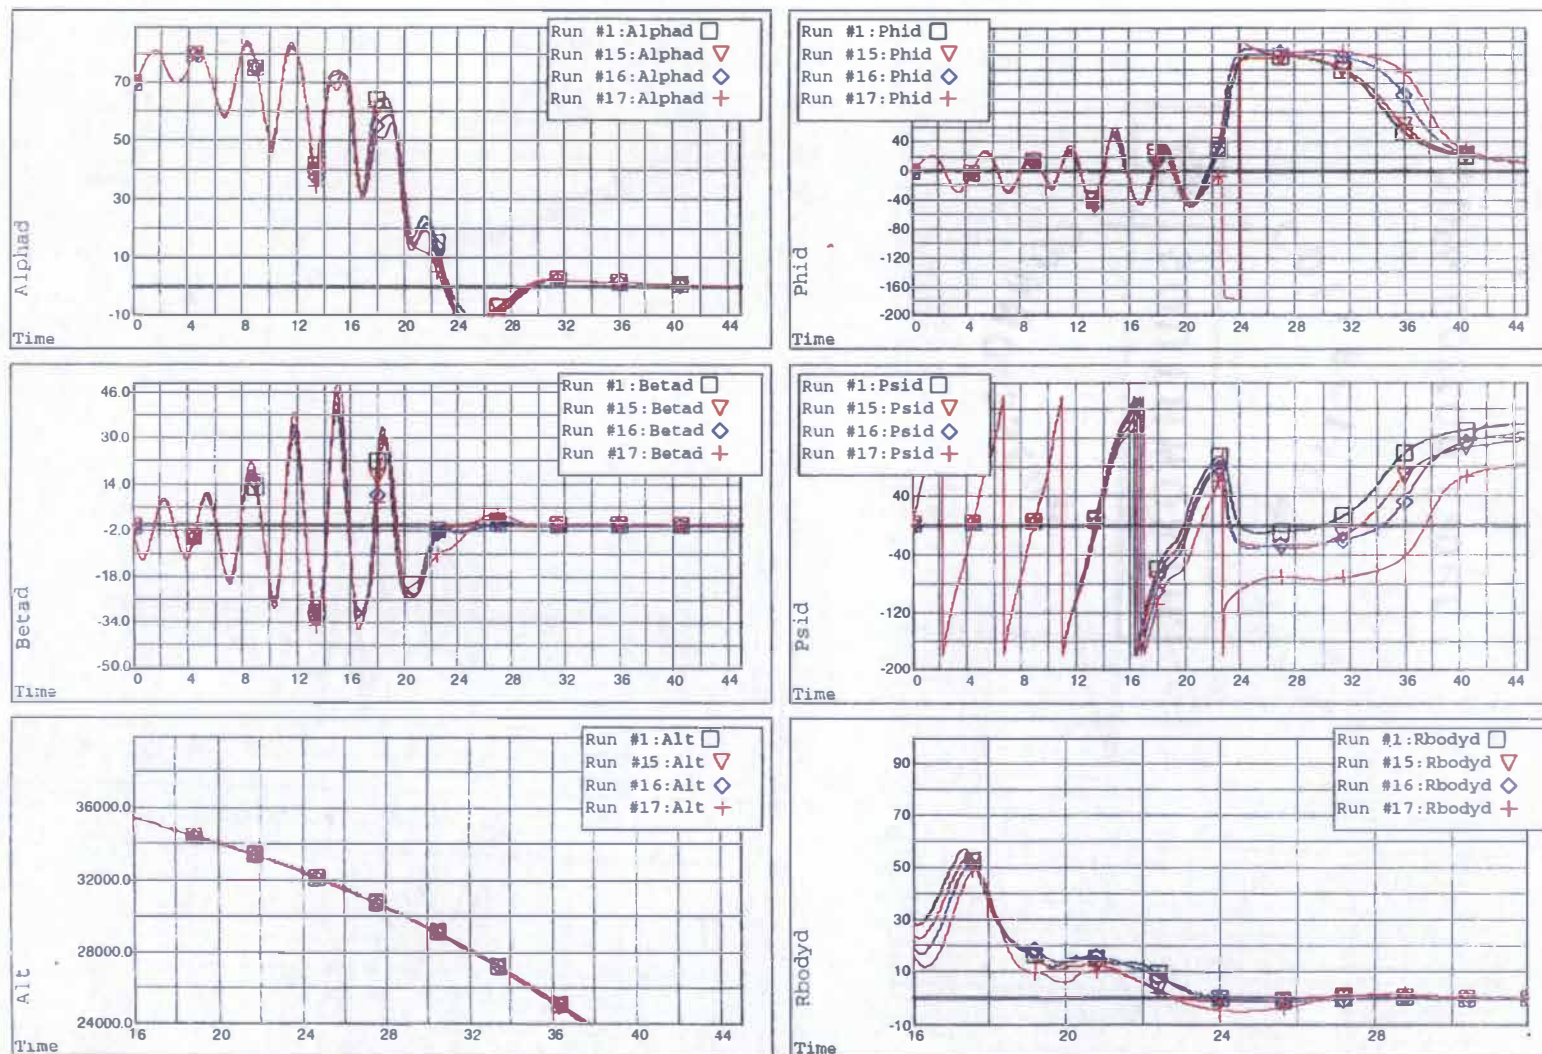 Run #1:Alphad
Run #15:Alphad
Run #16:Alphad
Run #17:Alphad
70
50
30
10
-10
Alphad
0 4 8 12 16 20 24 28 32 36 40 44
Time
Run #1:Phid
Run #15:Phid
Run #16:Phid
Run #17:Phid
40
0
-40
-80
-120
-160
-200
Phid
0 4 8 12 16 20 24 28 32 36 40 44
Time
Run #1:Betad
Run #15:Betad
Run #16:Betad
Run #17:Betad
46.0
30.0
14.0
-2.0
-18.0
-34.0
-50.0
Betad
0 4 8 12 16 20 24 28 32 36 40 44
Time
Run #1:Psid
Run #15:Psid
Run #16:Psid
Run #17:Psid
40
-40
-120
-200
Psid
0 4 8 12 16 20 24 28 32 36 40 44
Time
Run #1:Alt
Run #15:Alt
Run #16:Alt
Run #17:Alt
36000.0
32000.0
28000.0
24000.0
Alt
16 20 24 28 32 36 40 44
Time
Run #1:Rbodyd
Run #15:Rbodyd
Run #16:Rbodyd
Run #17:Rbodyd
90
70
50
30
10
-10
Rbodyd
16 20 24 28
Time